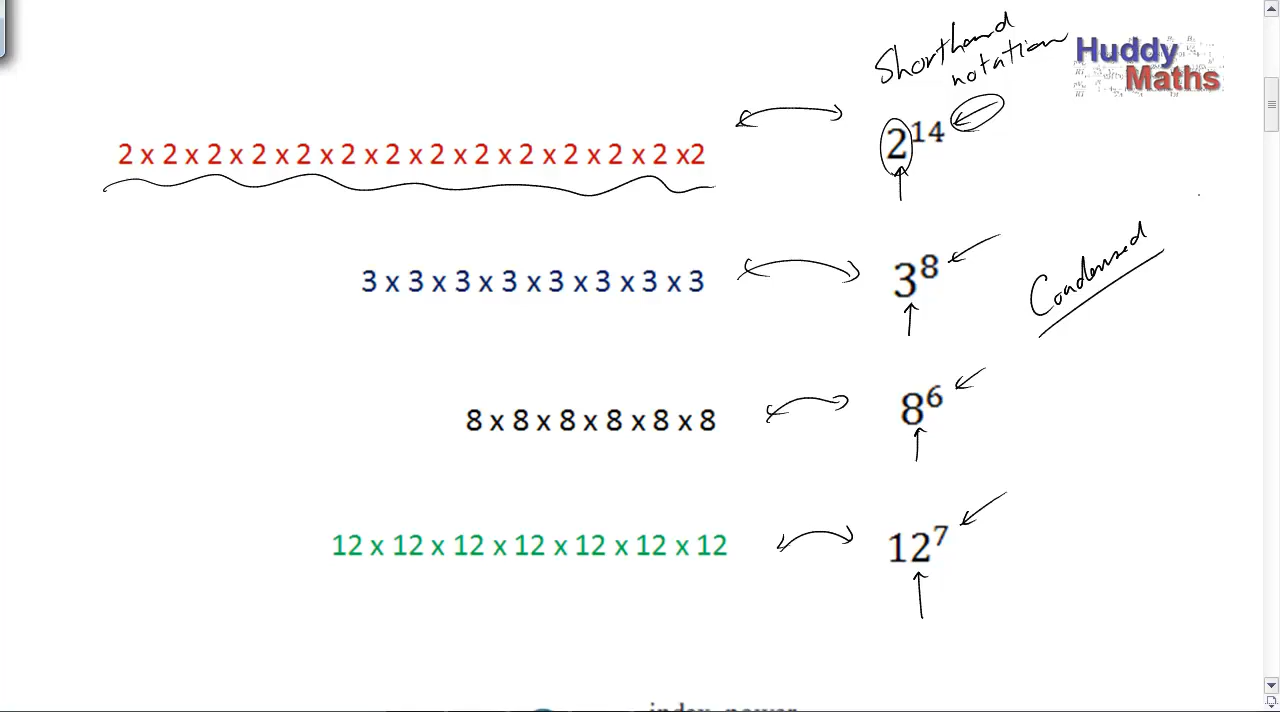 Shorthand
notation
Huddy
Maths
2 x 2 x 2 x 2 x 2 x 2 x 2 x 2 x 2 x 2 x 2 x 2 x 2 x2
2¹⁴
3 x 3 x 3 x 3 x 3 x 3 x 3 x 3
3⁸
Condensed
8 x 8 x 8 x 8 x 8 x 8
8⁶
12 x 12 x 12 x 12 x 12 x 12 x 12
12⁷
index, power